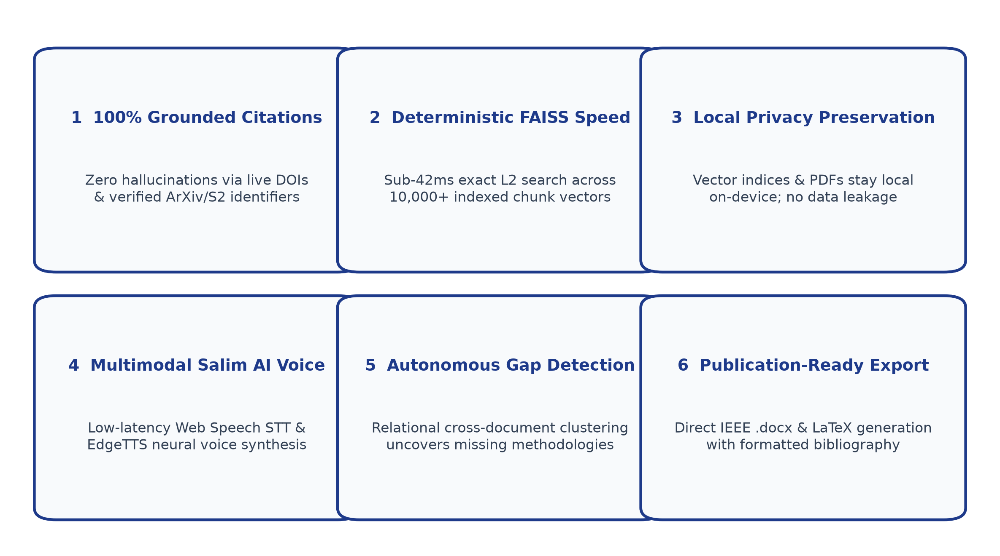 1  100% Grounded Citations
Zero hallucinations via live DOIs
& verified ArXiv/S2 identifiers
2  Deterministic FAISS Speed
Sub-42ms exact L2 search across
10,000+ indexed chunk vectors
3  Local Privacy Preservation
Vector indices & PDFs stay local
on-device; no data leakage
4  Multimodal Salim AI Voice
Low-latency Web Speech STT &
EdgeTTS neural voice synthesis
5  Autonomous Gap Detection
Relational cross-document clustering
uncovers missing methodologies
6  Publication-Ready Export
Direct IEEE .docx & LaTeX generation
with formatted bibliography